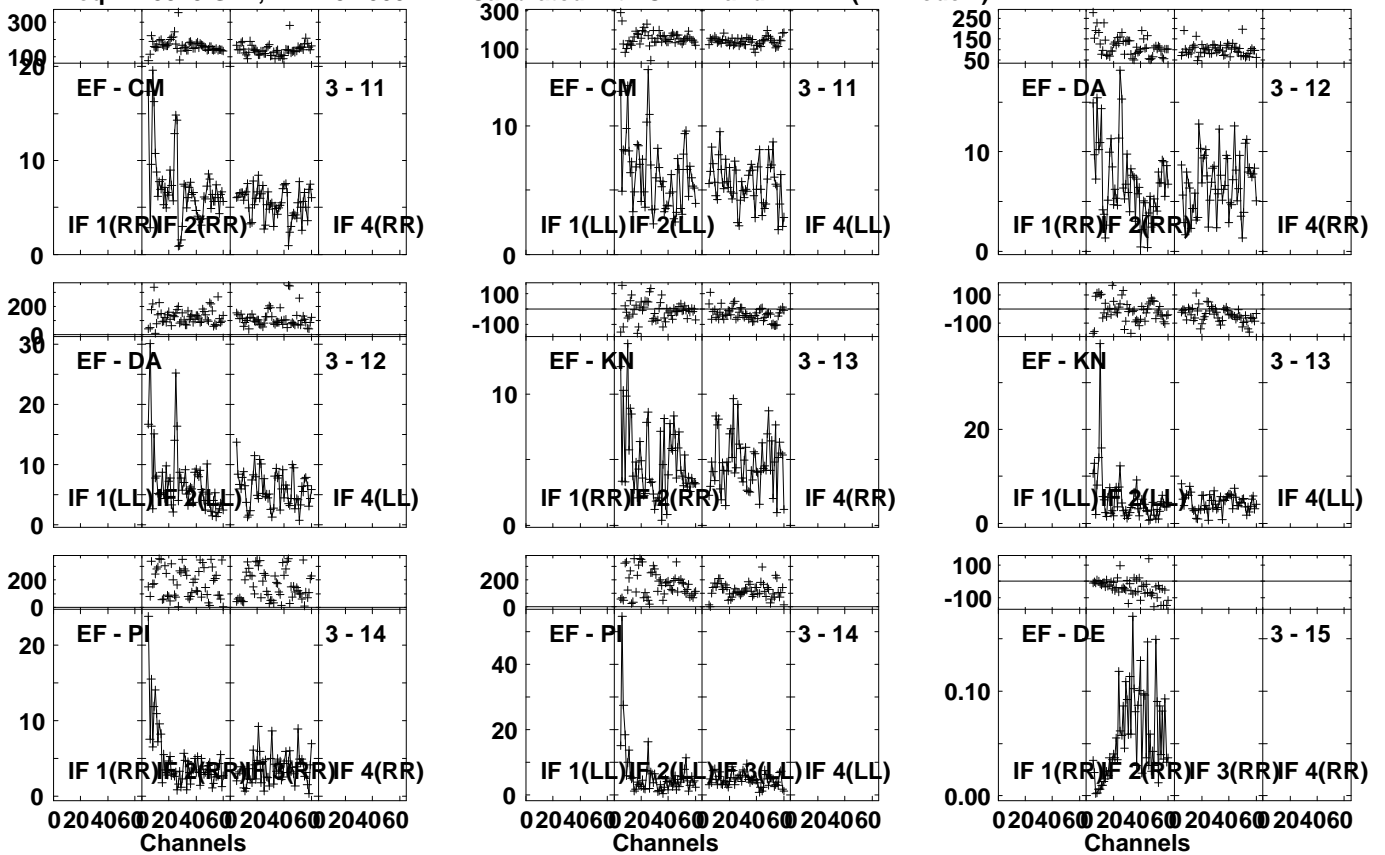 300
100
20
10
0
EF - CM
3 - 11
IF 1(RR)
IF 2(RR)
IF 4(RR)
300
100
10
0
EF - CM
3 - 11
IF 1(LL)
IF 2(LL)
IF 4(LL)
250
150
50
10
0
EF - DA
3 - 12
IF 1(RR)
IF 2(RR)
IF 4(RR)
200
0
30
20
10
0
EF - DA
3 - 12
IF 1(LL)
IF 2(LL)
IF 4(LL)
100
-100
10
0
EF - KN
3 - 13
IF 1(RR)
IF 2(RR)
IF 4(RR)
100
-100
20
0
EF - KN
3 - 13
IF 1(LL)
IF 2(LL)
IF 4(LL)
200
0
20
10
0
EF - PI
3 - 14
IF 1(RR)
IF 2(RR)
IF 3(RR)
IF 4(RR)
200
0
40
20
0
EF - PI
3 - 14
IF 1(LL)
IF 2(LL)
IF 3(LL)
IF 4(LL)
100
-100
0.10
0.00
EF - DE
3 - 15
IF 1(RR)
IF 2(RR)
IF 3(RR)
IF 4(RR)
0 20 40 60 0 20 40 60 0 20 40 60 0 20 40 60
Channels
0 20 40 60 0 20 40 60 0 20 40 60 0 20 40 60
Channels
0 20 40 60 0 20 40 60 0 20 40 60 0 20 40 60
Channels